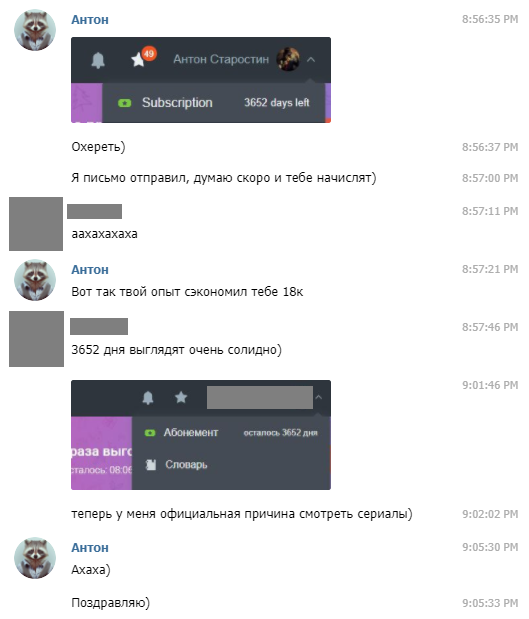 Антон 8:56:35 PM
49 Антон Старостин
Subscription 3652 days left
Охереть) 8:56:37 PM
Я письмо отправил, думаю скоро и тебе начислят) 8:57:00 PM
8:57:11 PM
аахахахаха
Антон 8:57:21 PM
Вот так твой опыт сэкономил тебе 18к
8:57:46 PM
3652 дня выглядят очень солидно)
9:01:46 PM
Абонемент осталось 3652 дня
раза выго
Словарь
талось: 08:06
теперь у меня официальная причина смотреть сериалы) 9:02:02 PM
Антон 9:05:30 PM
Ахаха)
Поздравляю) 9:05:33 PM